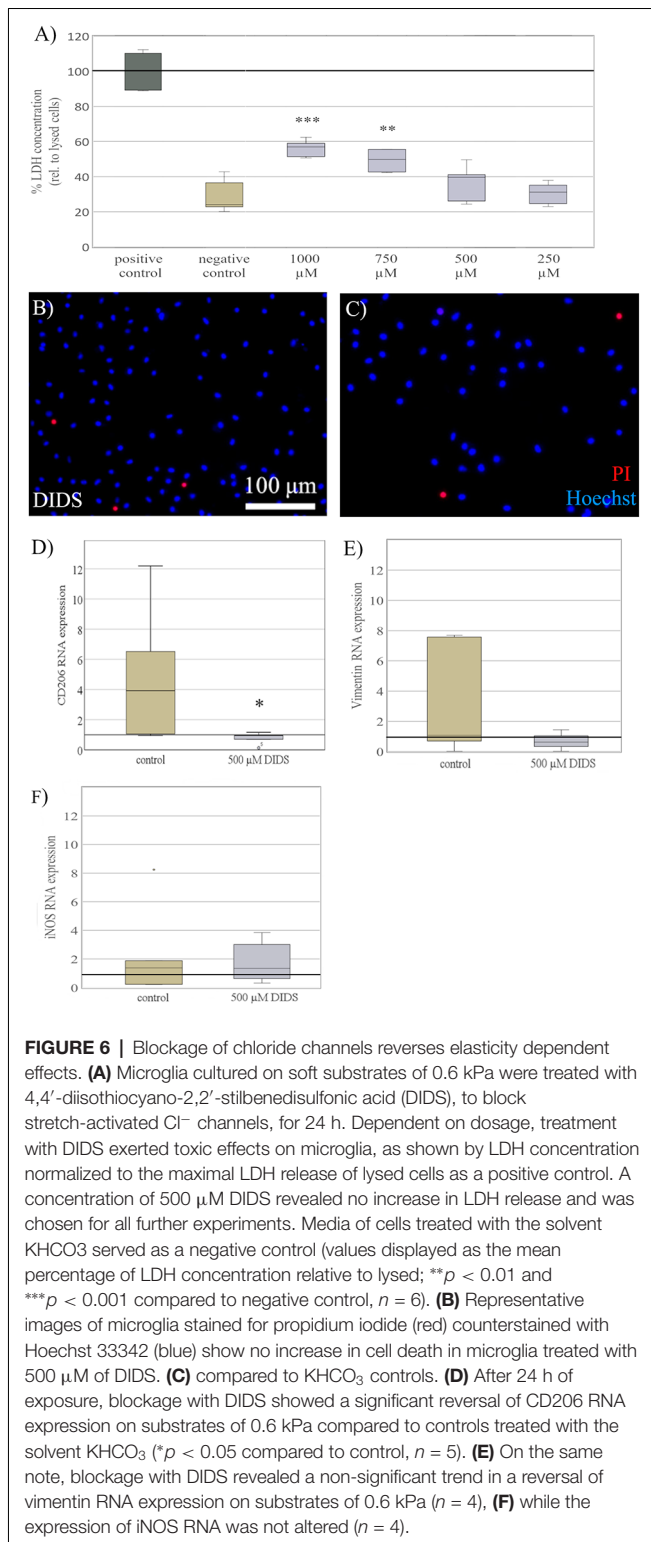 A)
120
100
80
60
40
20
0
% LDH concentration
(rel. to lysed cells)
***
**
positive
control
negative
control
1000
µM
750
µM
500
µM
250
µM
B)
DIDS
100 µm
C)
PI
Hoechst
D)
12
10
8
6
4
2
0
CD206 RNA expression
*
control
500 µM DIDS
E)
12
10
8
6
4
2
0
Vimentin RNA expression
control
500 µM DIDS
F)
12
10
8
6
4
2
0
iNOS RNA expression
control
500 µM DIDS
FIGURE 6 | Blockage of chloride channels reverses elasticity dependent
effects. (A) Microglia cultured on soft substrates of 0.6 kPa were treated with
4,4′-diisothiocyano-2,2′-stilbenedisulfonic acid (DIDS), to block
stretch-activated Cl⁻ channels, for 24 h. Dependent on dosage, treatment
with DIDS exerted toxic effects on microglia, as shown by LDH concentration
normalized to the maximal LDH release of lysed cells as a positive control. A
concentration of 500 µM DIDS revealed no increase in LDH release and was
chosen for all further experiments. Media of cells treated with the solvent
KHCO3 served as a negative control (values displayed as the mean
percentage of LDH concentration relative to lysed; **p < 0.01 and
***p < 0.001 compared to negative control, n = 6). (B) Representative
images of microglia stained for propidium iodide (red) counterstained with
Hoechst 33342 (blue) show no increase in cell death in microglia treated with
500 µM of DIDS. (C) compared to KHCO₃ controls. (D) After 24 h of
exposure, blockage with DIDS showed a significant reversal of CD206 RNA
expression on substrates of 0.6 kPa compared to controls treated with the
solvent KHCO₃ (*p < 0.05 compared to control, n = 5). (E) On the same
note, blockage with DIDS revealed a non-significant trend in a reversal of
vimentin RNA expression on substrates of 0.6 kPa (n = 4), (F) while the
expression of iNOS RNA was not altered (n = 4).